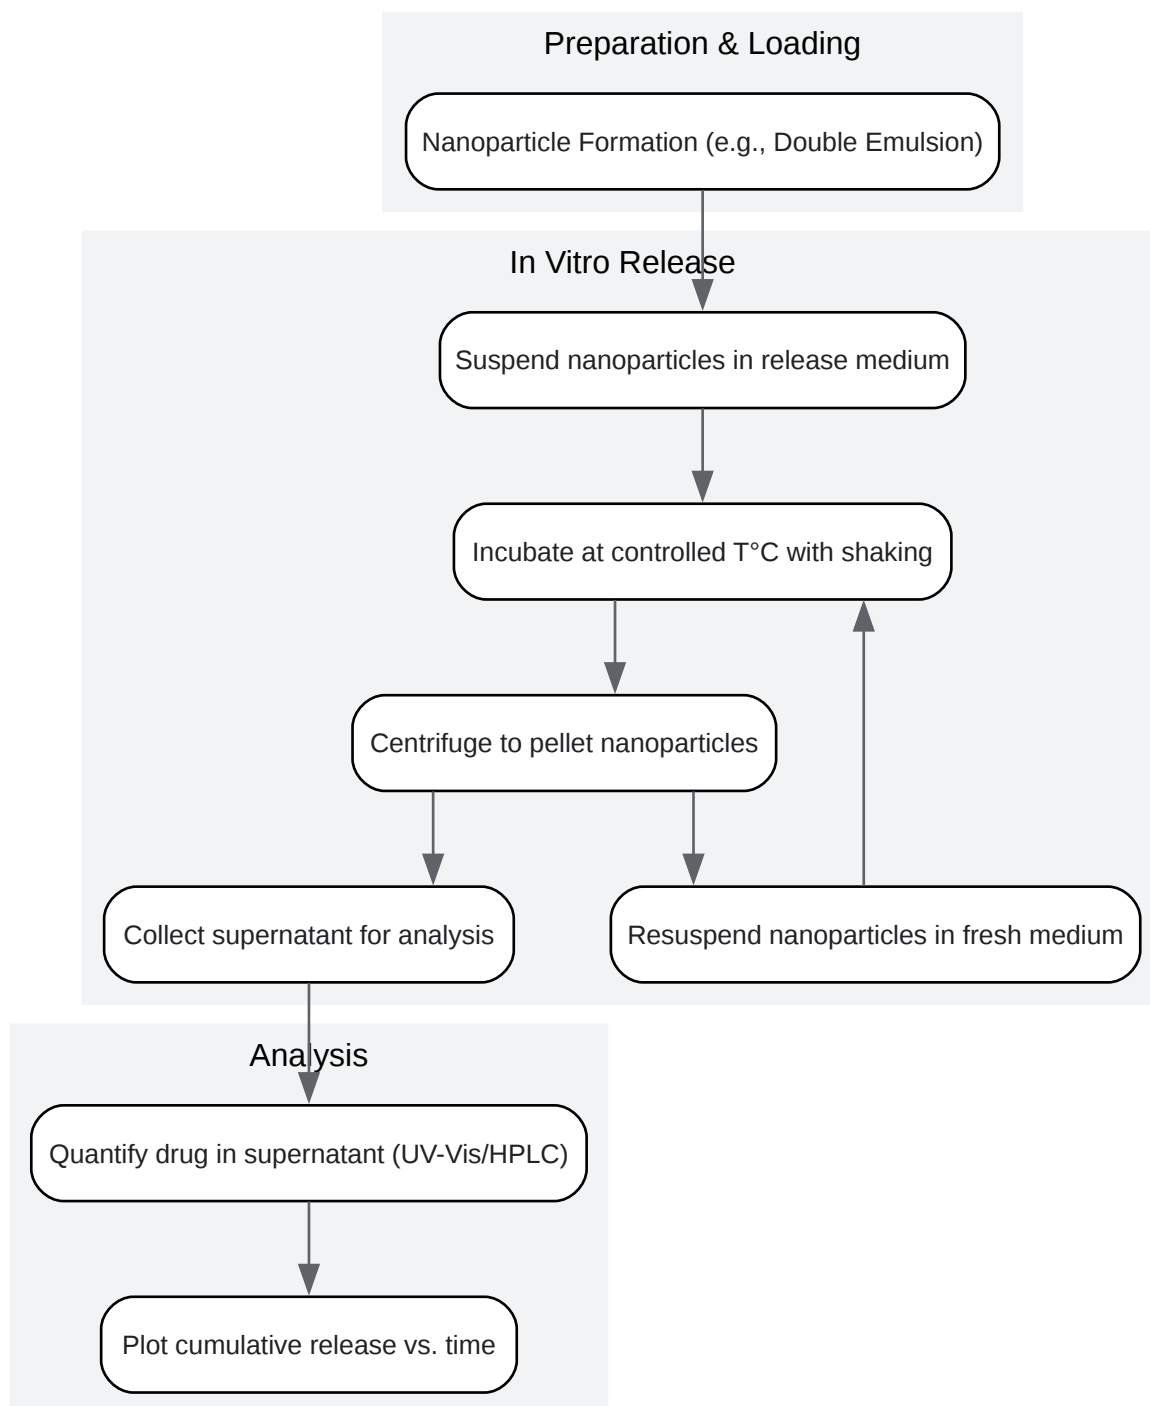 Preparation & Loading
Nanoparticle Formation (e.g., Double Emulsion)
In Vitro Release
Suspend nanoparticles in release medium
Incubate at controlled T°C with shaking
Centrifuge to pellet nanoparticles
Collect supernatant for analysis
Resuspend nanoparticles in fresh medium
Analysis
Quantify drug in supernatant (UV-Vis/HPLC)
Plot cumulative release vs. time